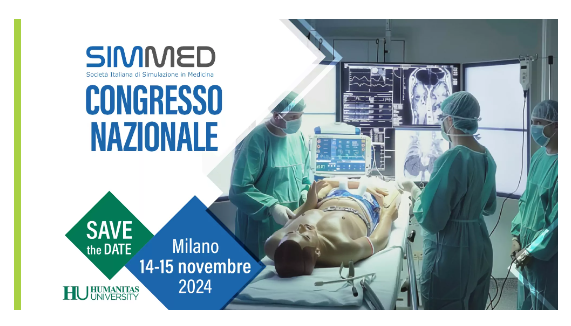 SIMMED
Società Italiana di Simulazione in Medicina
CONGRESSO
NAZIONALE
SAVE
the DATE
Milano
14-15 novembre
2024
HU HUMANITAS
UNIVERSITY